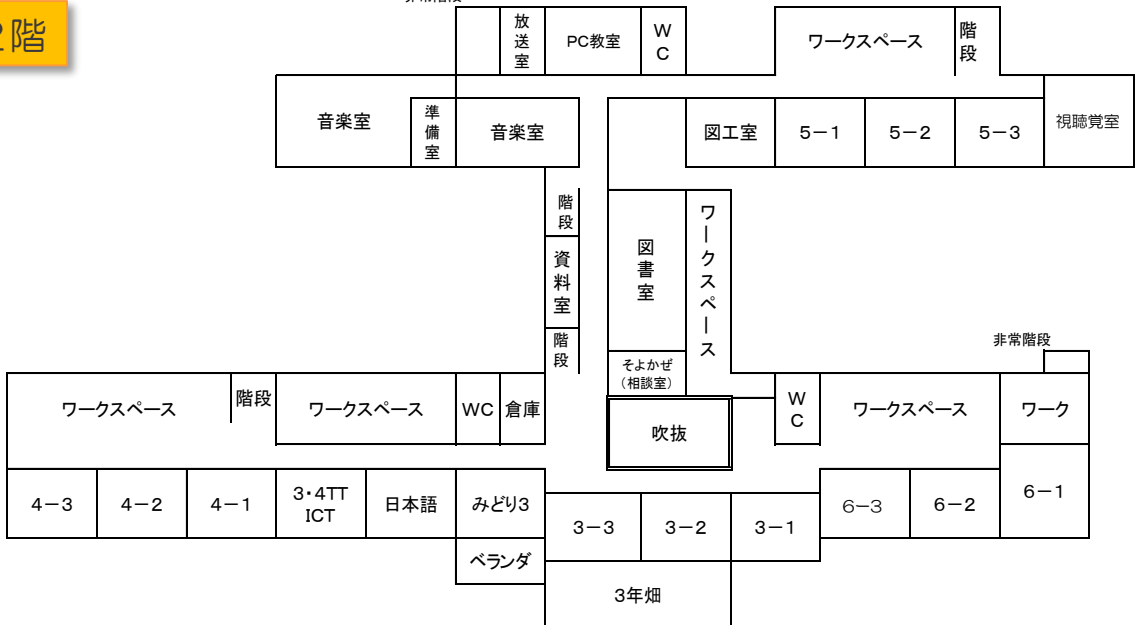 2階
放送室
PC教室
WC
ワークスペース
階段
音楽室
準備室
音楽室
図工室
5-1
5-2
5-3
視聴覚室
階段
資料室
階段
図書室
ワークスペース
そよかぜ
(相談室)
非常階段
ワークスペース
階段
ワークスペース
WC
倉庫
吹抜
WC
ワークスペース
ワーク
4-3
4-2
4-1
3・4TT
ICT
日本語
みどり3
3-3
3-2
3-1
6-3
6-2
6-1
ベランダ
3年畑